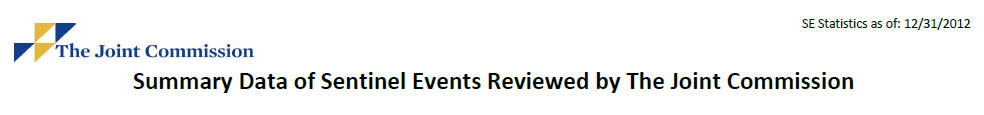 SE Statistics as of: 12/31/2012
The Joint Commission
Summary Data of Sentinel Events Reviewed by The Joint Commission